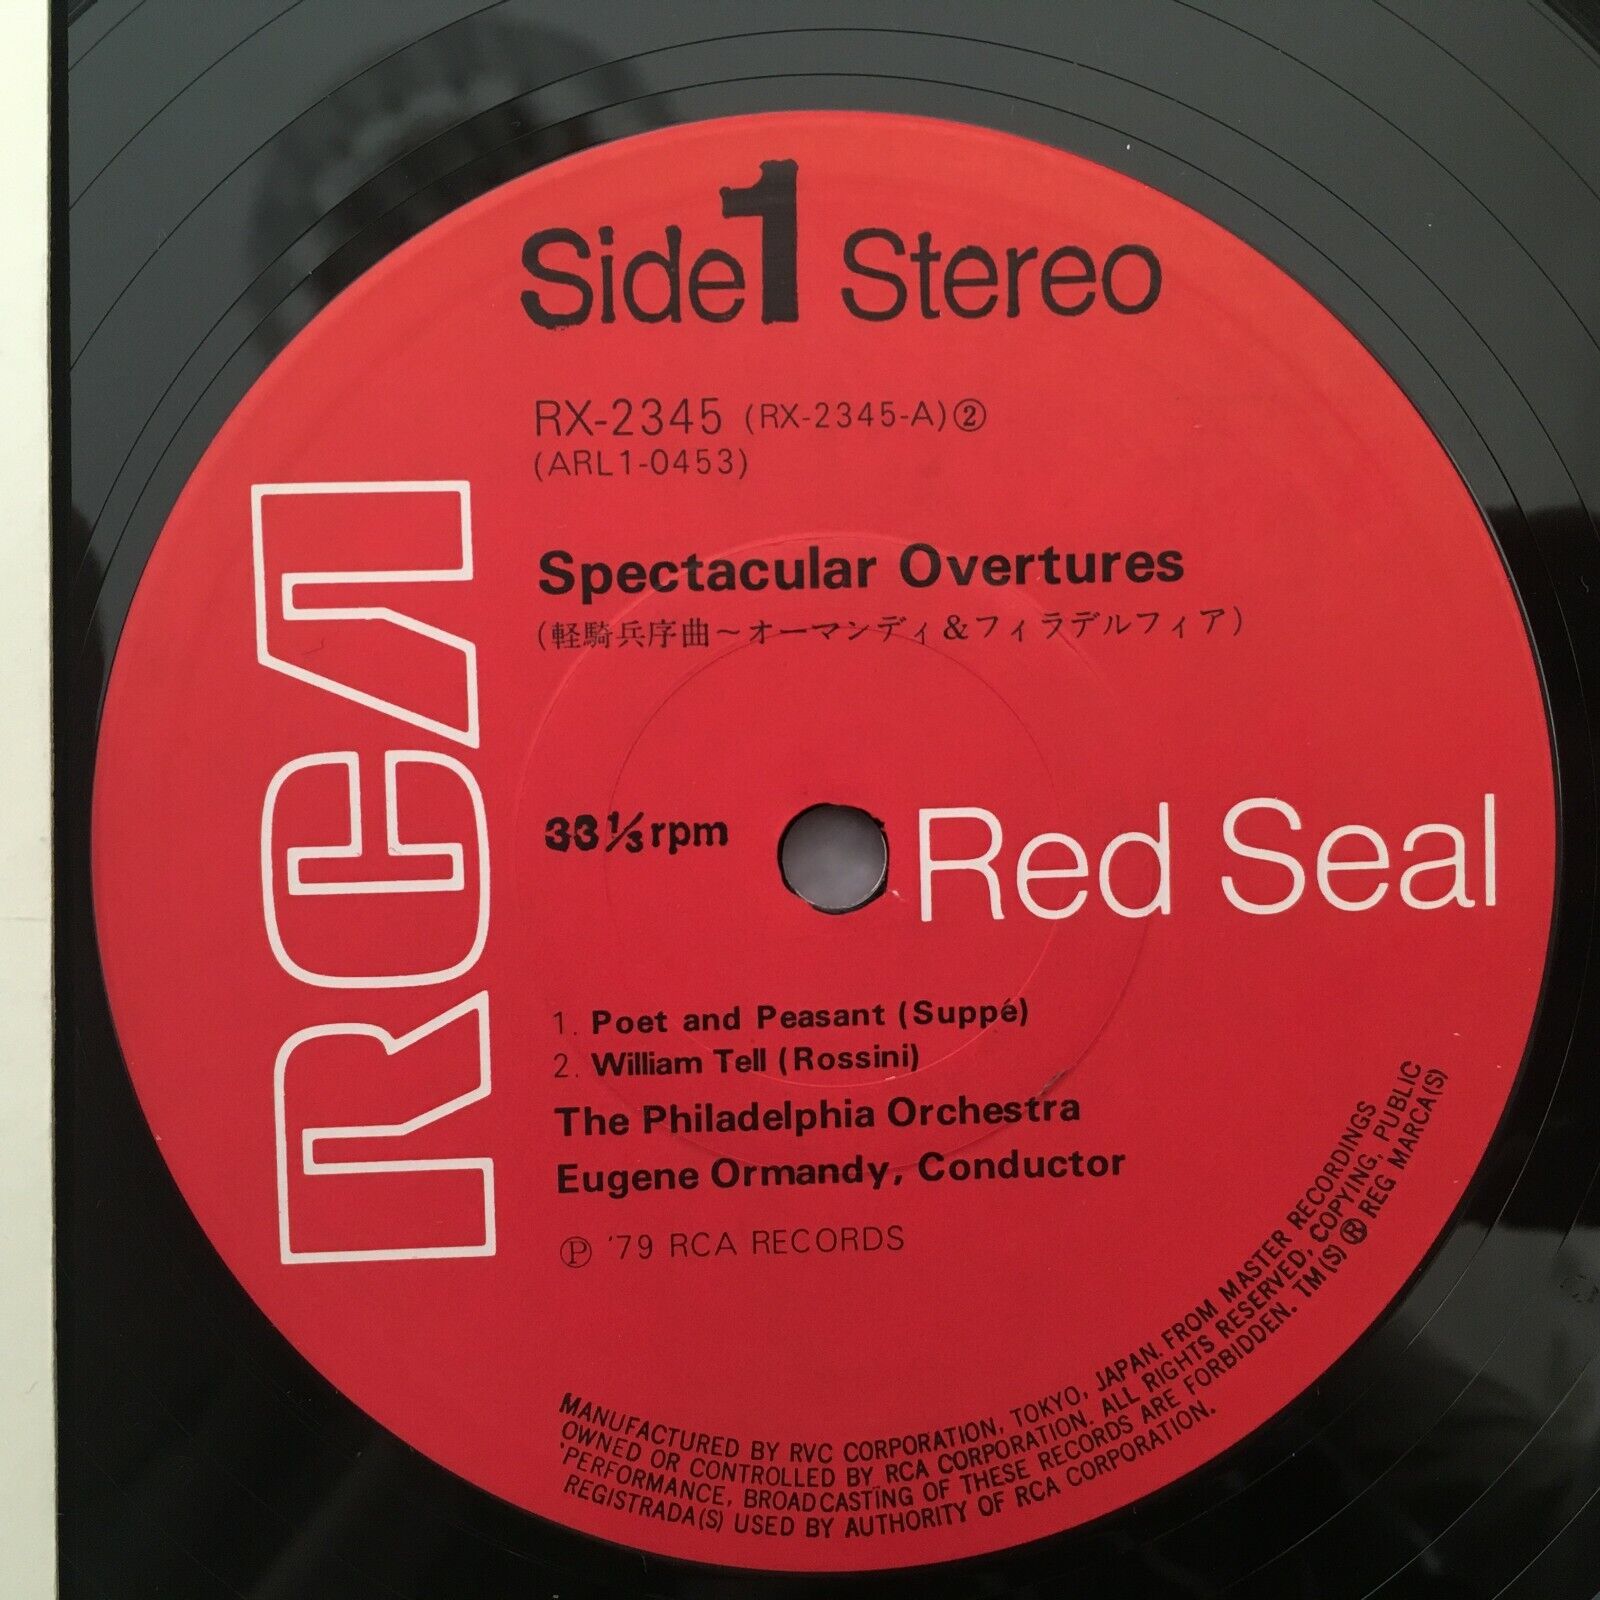 Side 1 Stereo
RX-2345 (RX-2345-A)②
(ARL1-0453)
Spectacular Overtures
(軽騎兵序曲～オーマンディ&フィラデルフィア)
RCA
33⅓rpm
Red Seal
1. Poet and Peasant (Suppé)
2. William Tell (Rossini)
The Philadelphia Orchestra
Eugene Ormandy, Conductor
Ⓟ '79 RCA RECORDS
MANUFACTURED BY RVC CORPORATION, TOKYO, JAPAN. FROM MASTER RECORDINGS
OWNED OR CONTROLLED BY RCA CORPORATION. ALL RIGHTS RESERVED, COPYING, PUBLIC
'PERFORMANCE, BROADCASTING OF THESE RECORDS ARE FORBIDDEN. TM(S) ® REG MARCA(S)
REGISTRADA(S) USED BY AUTHORITY OF RCA CORPORATION.